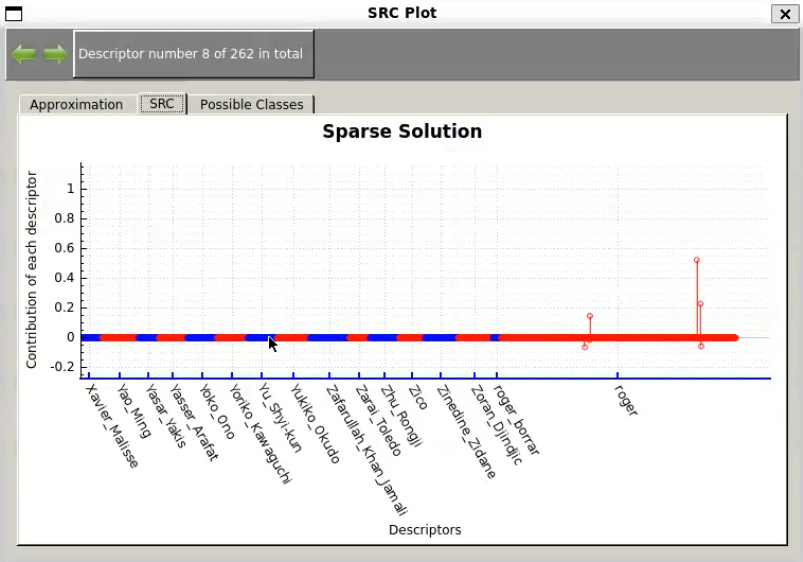 SRC Plot
Descriptor number 8 of 262 in total
Approximation
SRC
Possible Classes
Sparse Solution
Contribution of each descriptor
1
0.8
0.6
0.4
0.2
0
-0.2
Xavier_Malisse
Yao_Ming
Yasar_Yakis
Yasser_Arafat
Yoko_Ono
Yoriko_Kawaguchi
Yu_Shyi-kun
Yukiko_Okudo
Zafarullah_Khan_Jamali
Zarai_Toledo
Zhu_Rongji
Zico
Zinedine_Zidane
Zoran_Djindjic
roger_borrar
roger
Descriptors